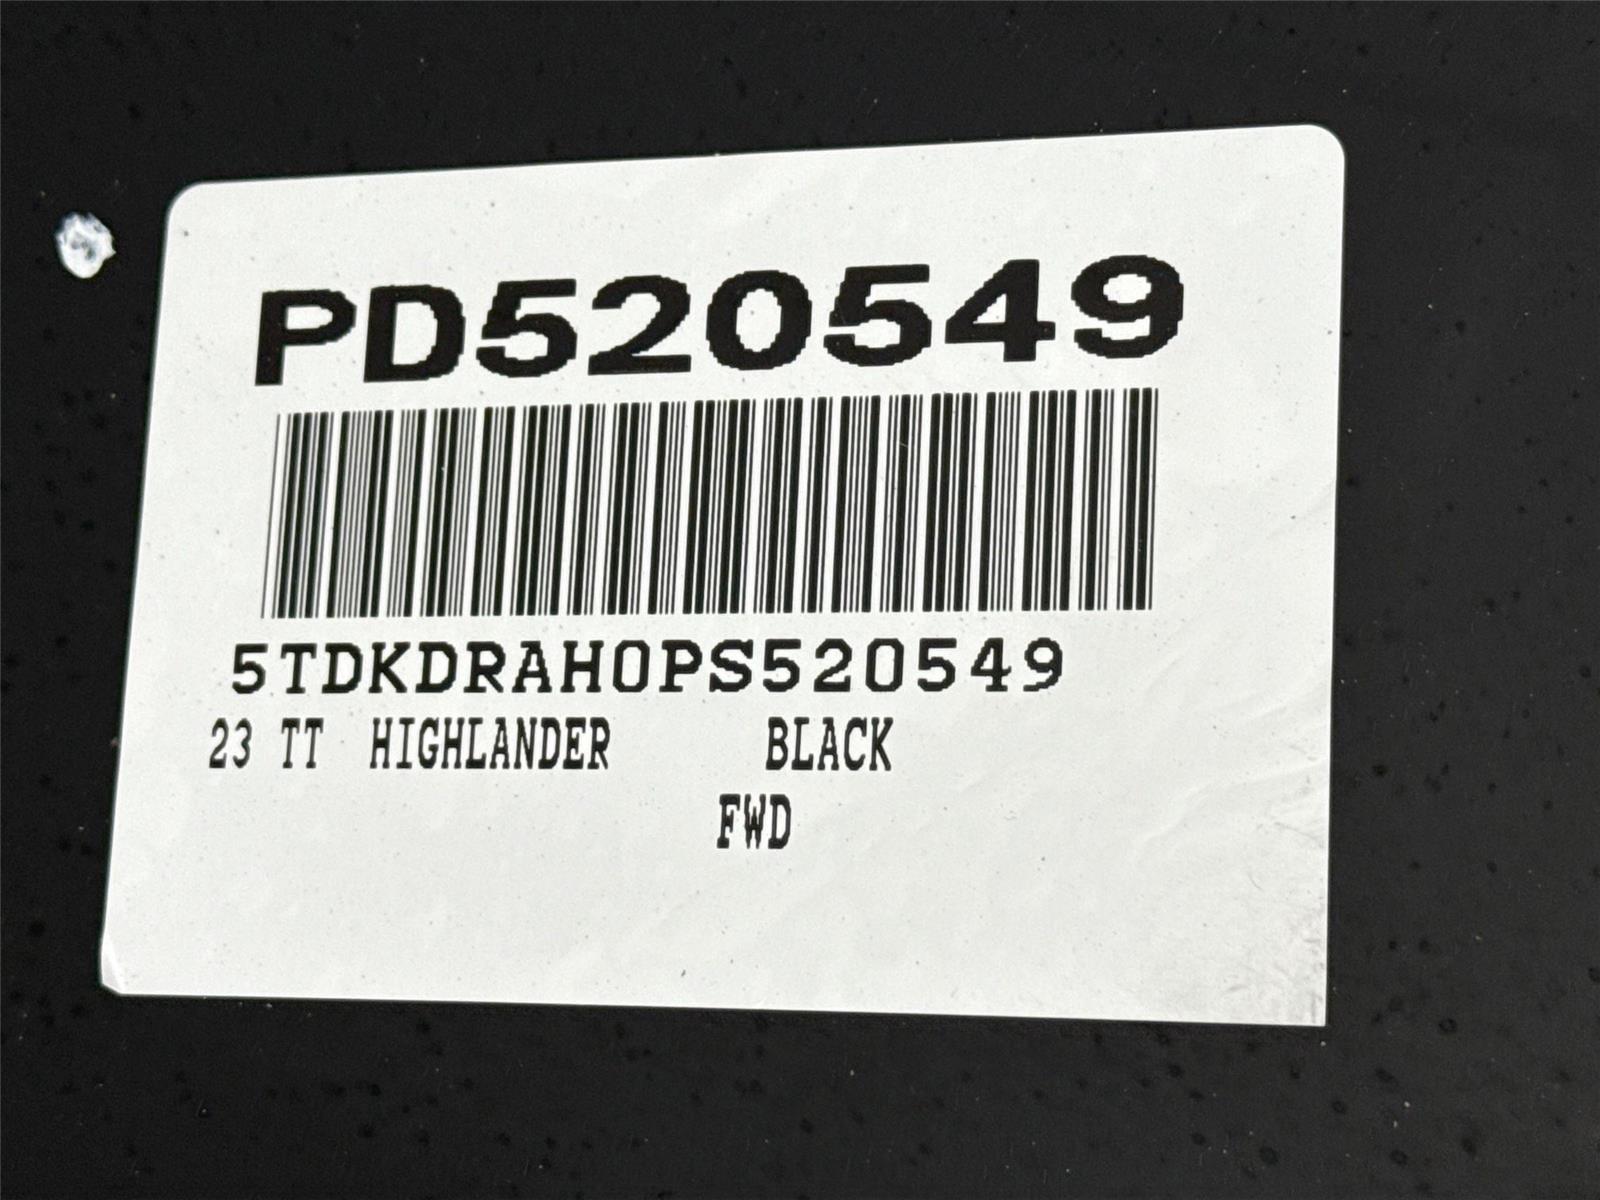 PD520549
5TDKDRAH0PS520549
23 TT HIGHLANDER BLACK
FWD